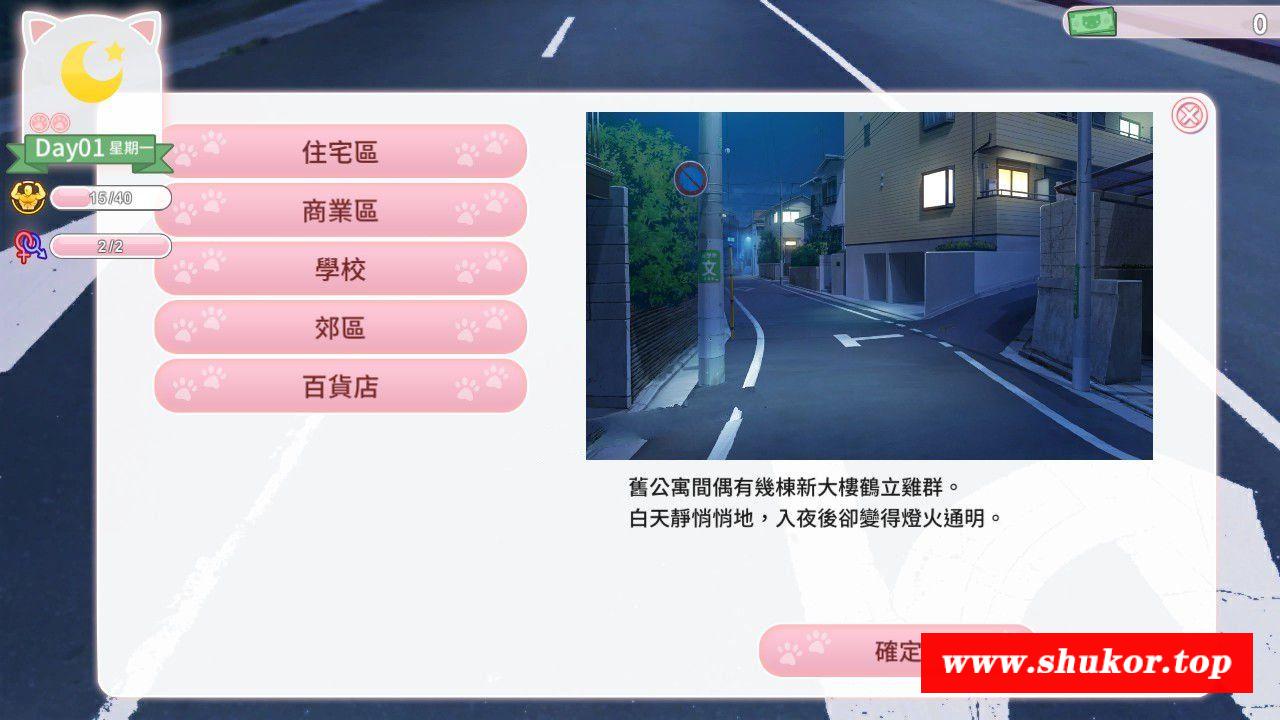 0
Day01 星期一
15/40
2/2
住宅區
商業區
學校
郊區
百貨店
文
舊公寓間偶有幾棟新大樓鶴立雞群。
白天靜悄悄地，入夜後卻變得燈火通明。
確定
www.shukor.top